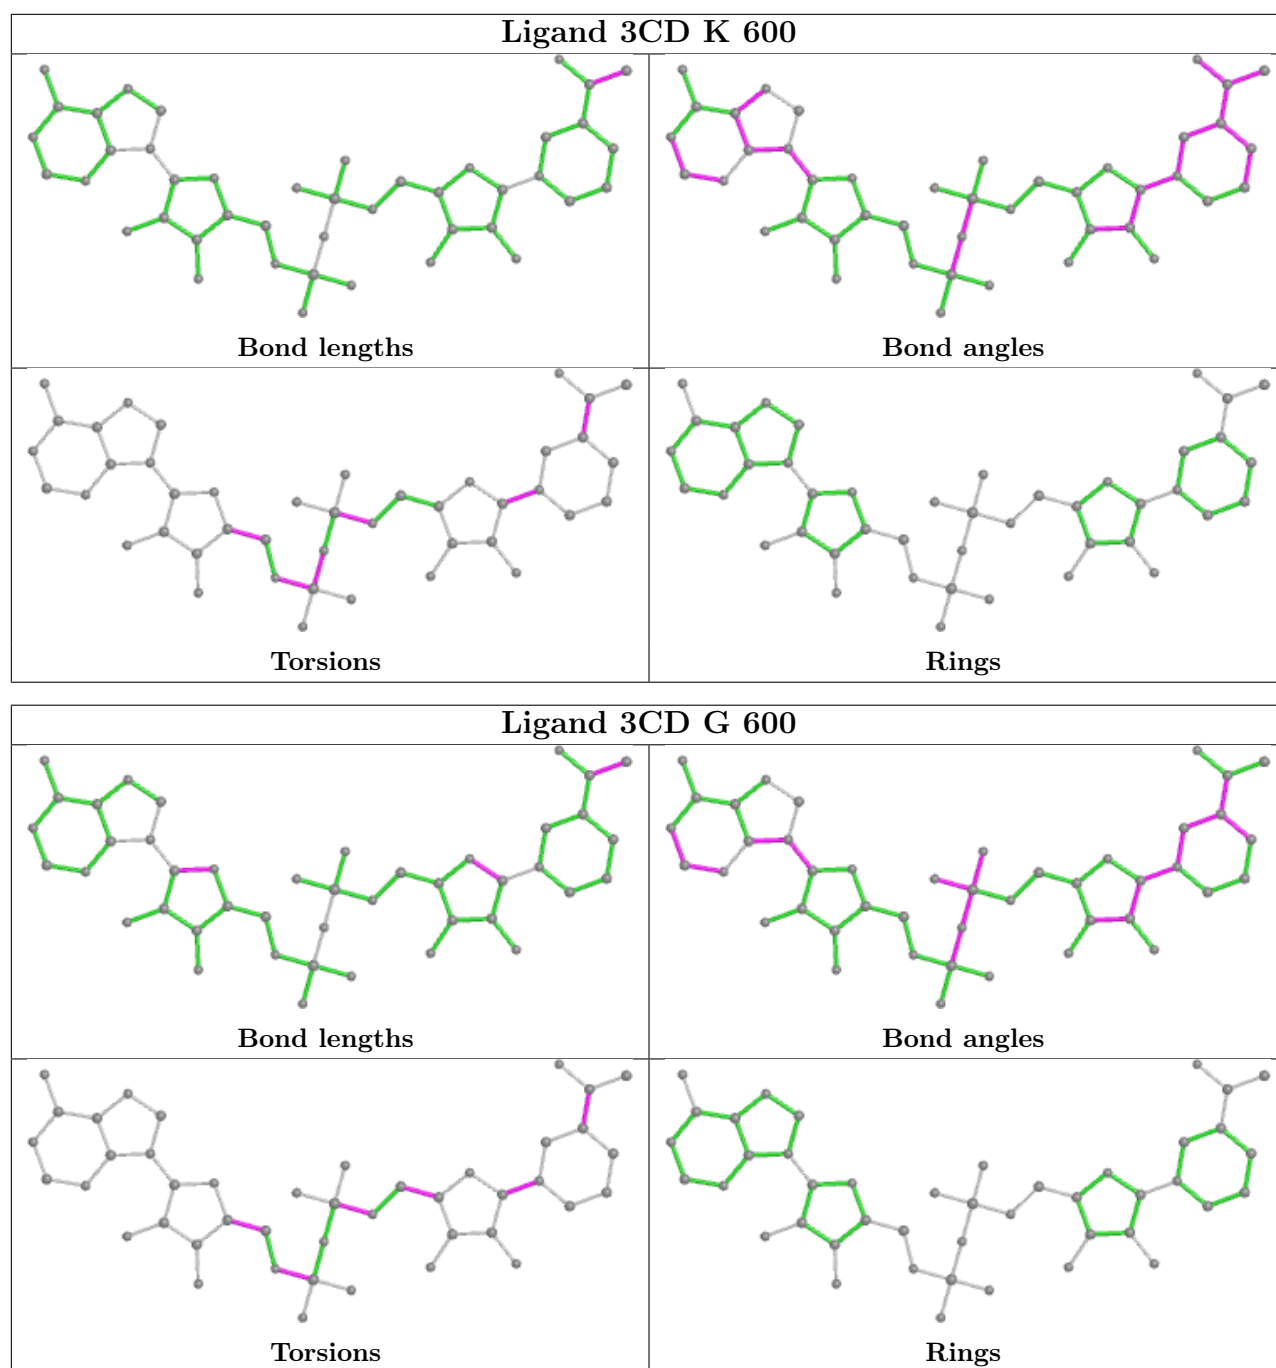 Ligand 3CD K 600
Bond lengths
Bond angles
Torsions
Rings
Ligand 3CD G 600
Bond lengths
Bond angles
Torsions
Rings